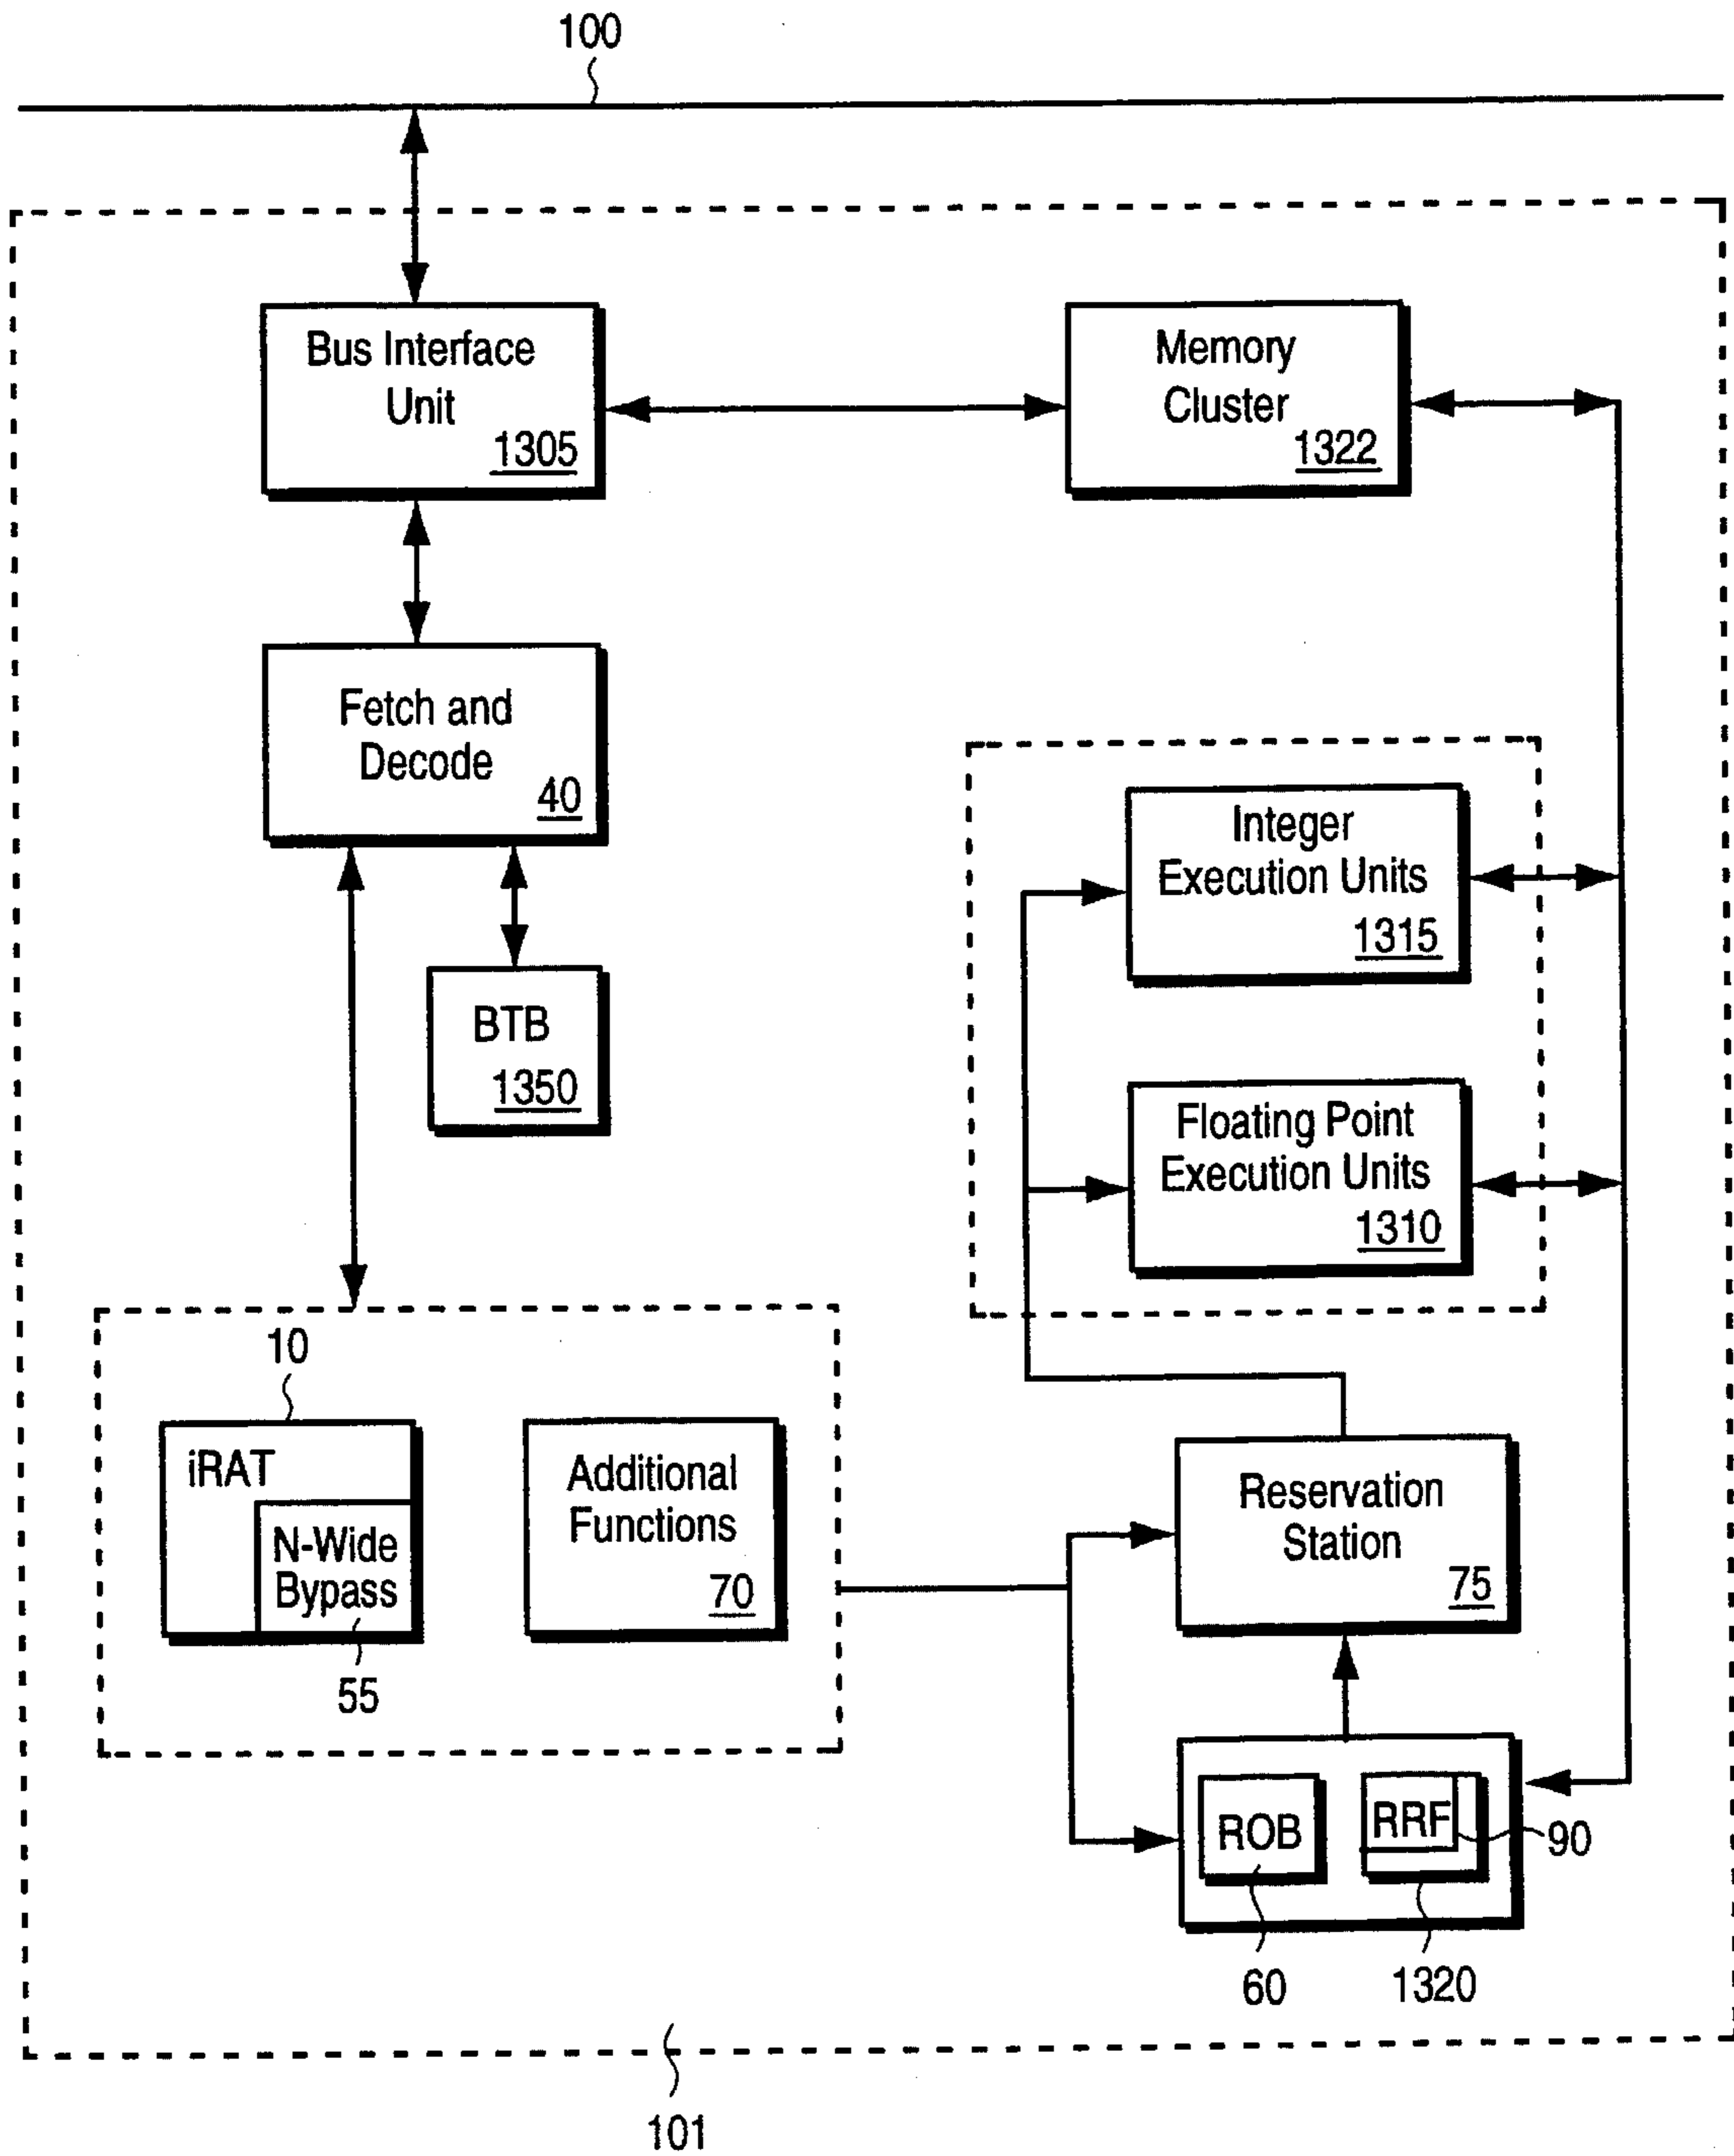 100
Bus Interface
Unit
1305
Memory
Cluster
1322
Fetch and
Decode
40
BTB
1350
Integer
Execution Units
1315
Floating Point
Execution Units
1310
10
iRAT
N-Wide
Bypass
55
Additional
Functions
70
Reservation
Station
75
ROB
RRF
90
60
1320
101